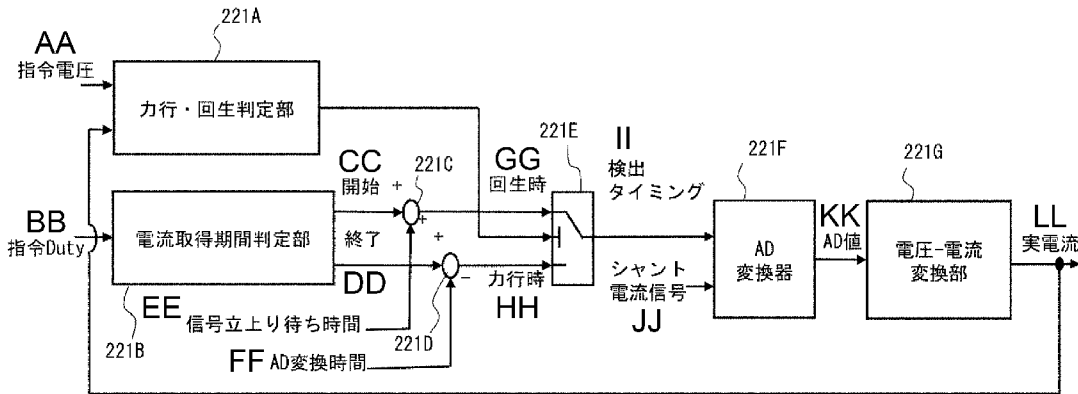 221A
AA
指令電圧
力行・回生判定部
CC
開始
+
221C
+
GG
回生時
221E
II
検出
タイミング
221F
221G
BB
指令Duty
電流取得期間判定部
終了
+
DD
-
力行時
HH
シャント
電流信号
JJ
AD
変換器
KK
AD値
電圧-電流
変換部
LL
実電流
221B
EE
信号立上り待ち時間
221D
FF
AD変換時間